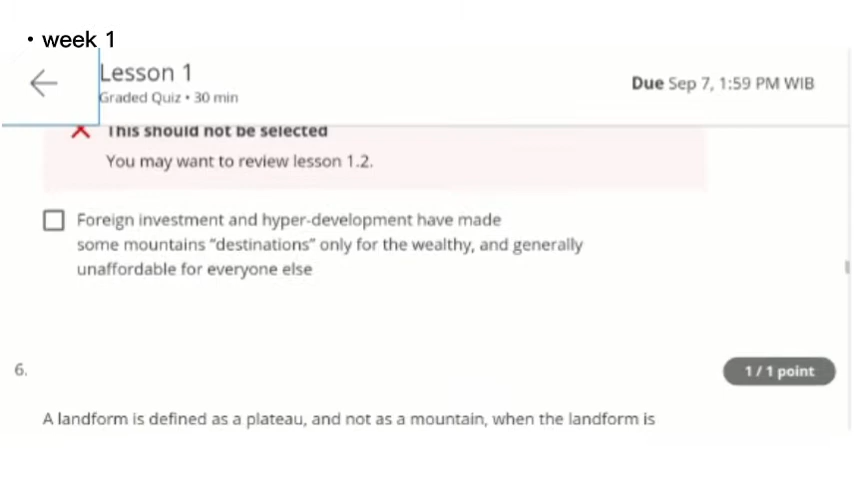 • week 1
Lesson 1
Graded Quiz • 30 min
Due Sep 7, 1:59 PM WIB
This should not be selected
You may want to review lesson 1.2.
Foreign investment and hyper-development have made
some mountains “destinations” only for the wealthy, and generally
unaffordable for everyone else
6.
1 / 1 point
A landform is defined as a plateau, and not as a mountain, when the landform is